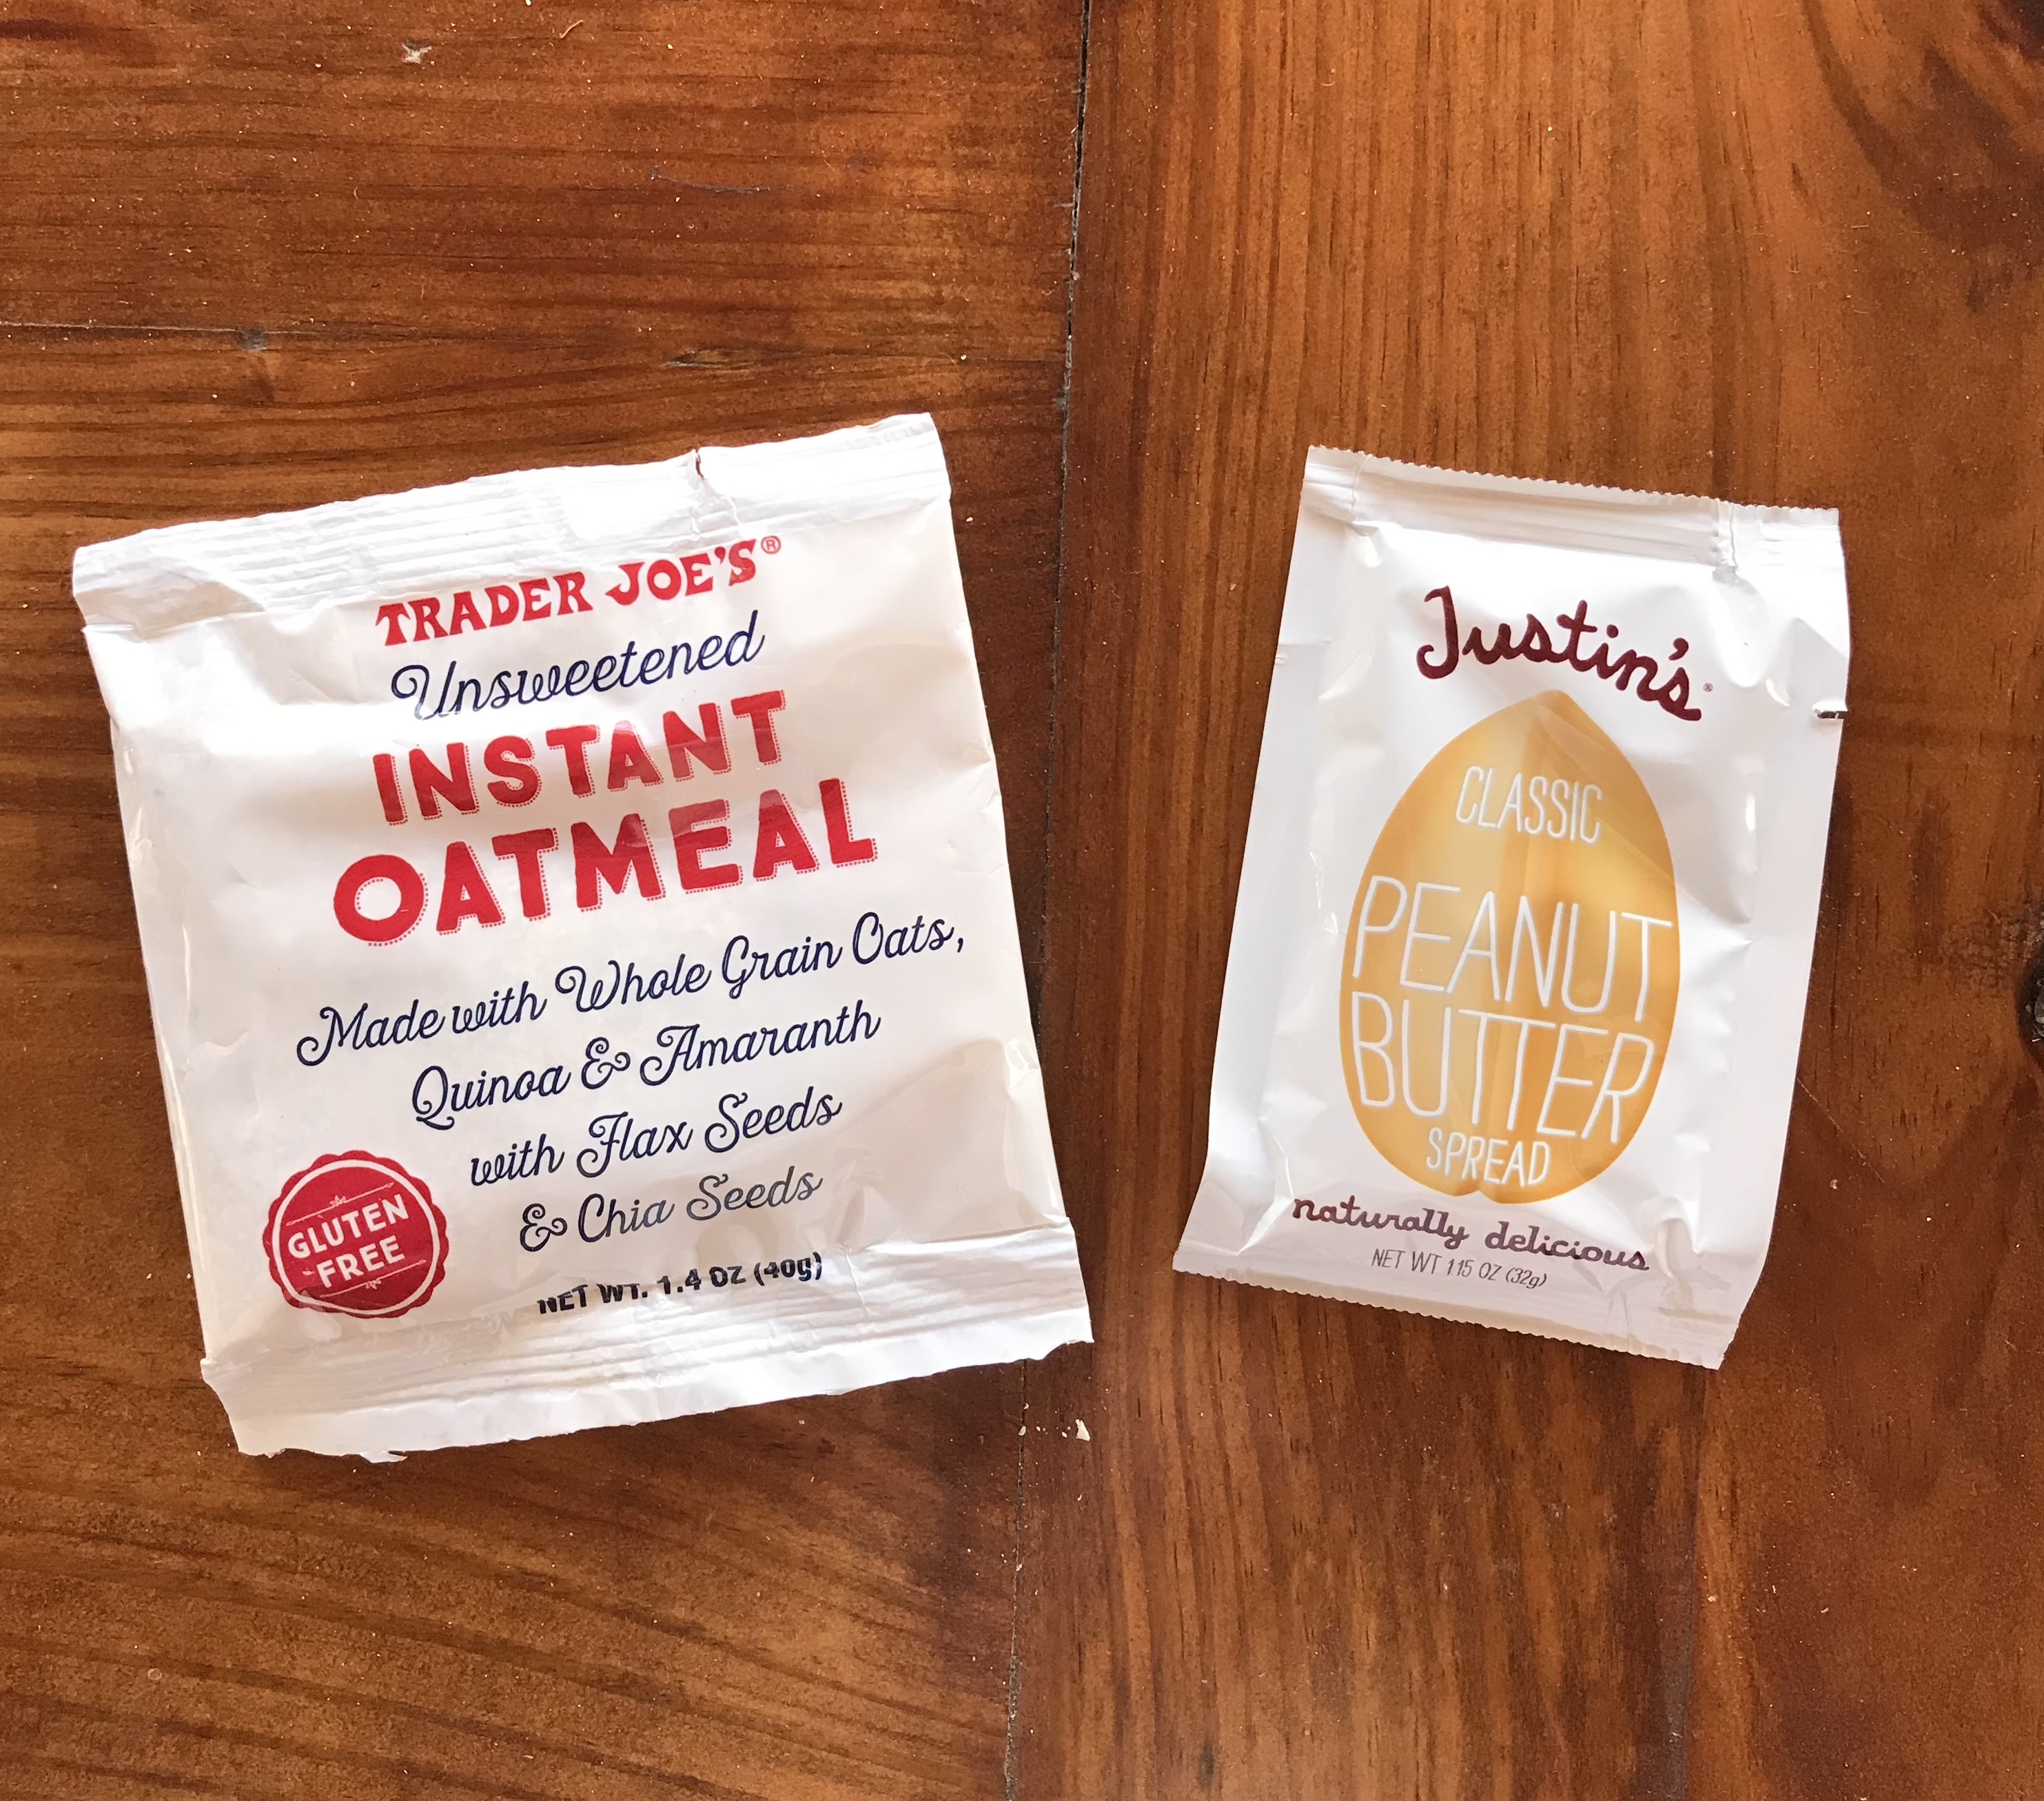 TRADER JOE'S®
Unsweetened
INSTANT
OATMEAL
Made with Whole Grain Oats,
Quinoa & Amaranth
with Flax Seeds
& Chia Seeds
GLUTEN
FREE
NET WT. 1.4 OZ (40g)
Justin's®
CLASSIC
PEANUT
BUTTER
SPREAD
naturally delicious
NET WT 1.15 OZ (32g)